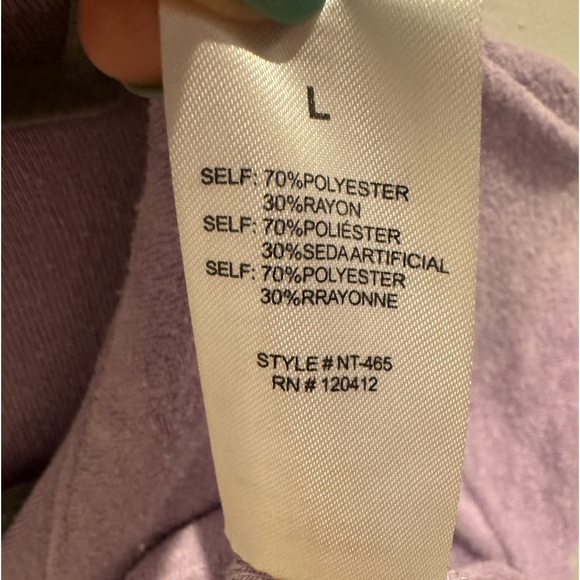 L
SELF: 70%POLYESTER
30%RAYON
SELF: 70%POLIÉSTER
30%SEDAARTIFICIAL
SELF: 70%POLYESTER
30%RRAYONNE
STYLE # NT-465
RN # 120412